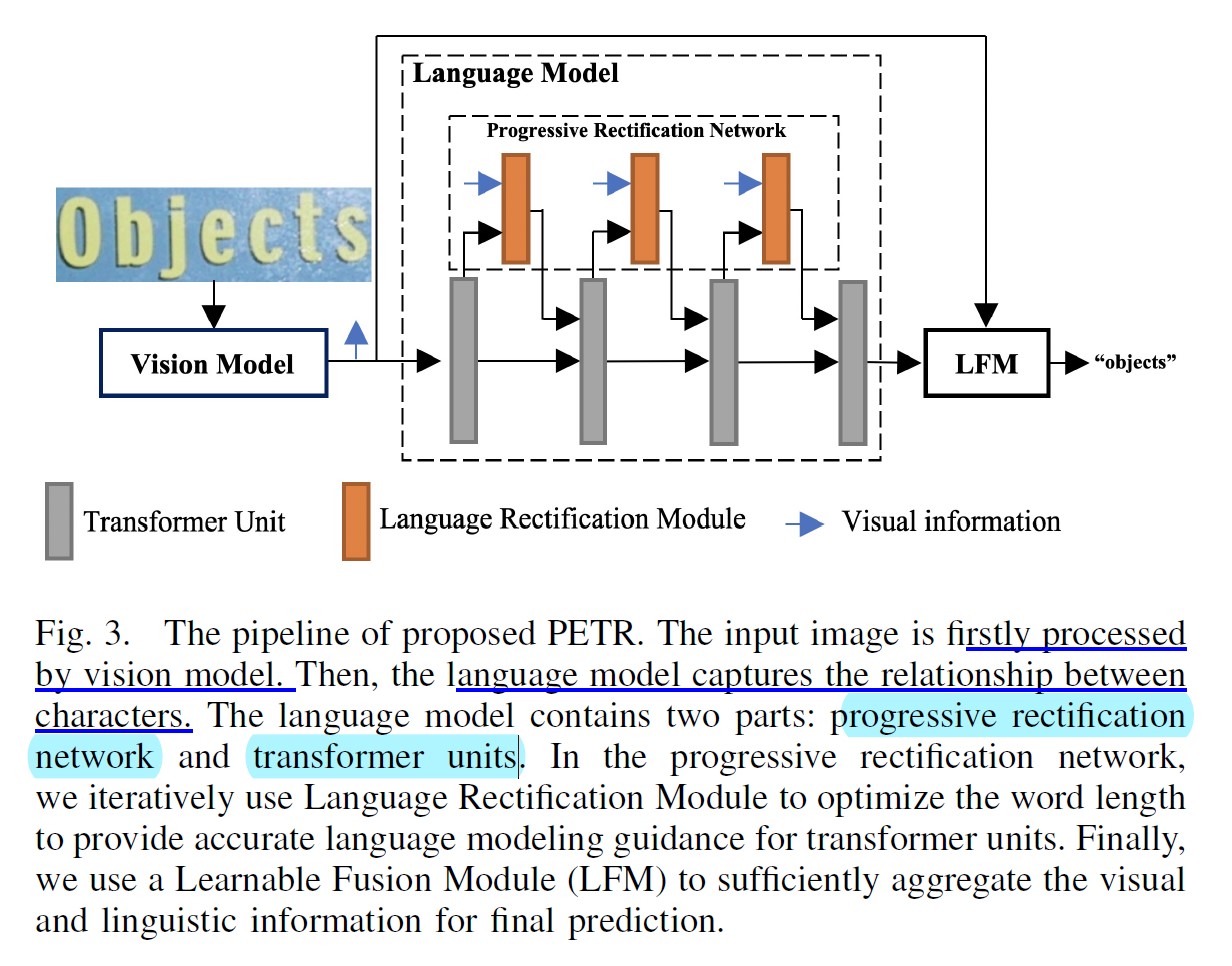 Language Model
Progressive Rectification Network
Objects
Vision Model
LFM
“objects”
Transformer Unit
Language Rectification Module
Visual information
Fig. 3. The pipeline of proposed PETR. The input image is firstly processed
by vision model. Then, the language model captures the relationship between
characters. The language model contains two parts: progressive rectification
network and transformer units. In the progressive rectification network,
we iteratively use Language Rectification Module to optimize the word length
to provide accurate language modeling guidance for transformer units. Finally,
we use a Learnable Fusion Module (LFM) to sufficiently aggregate the visual
and linguistic information for final prediction.